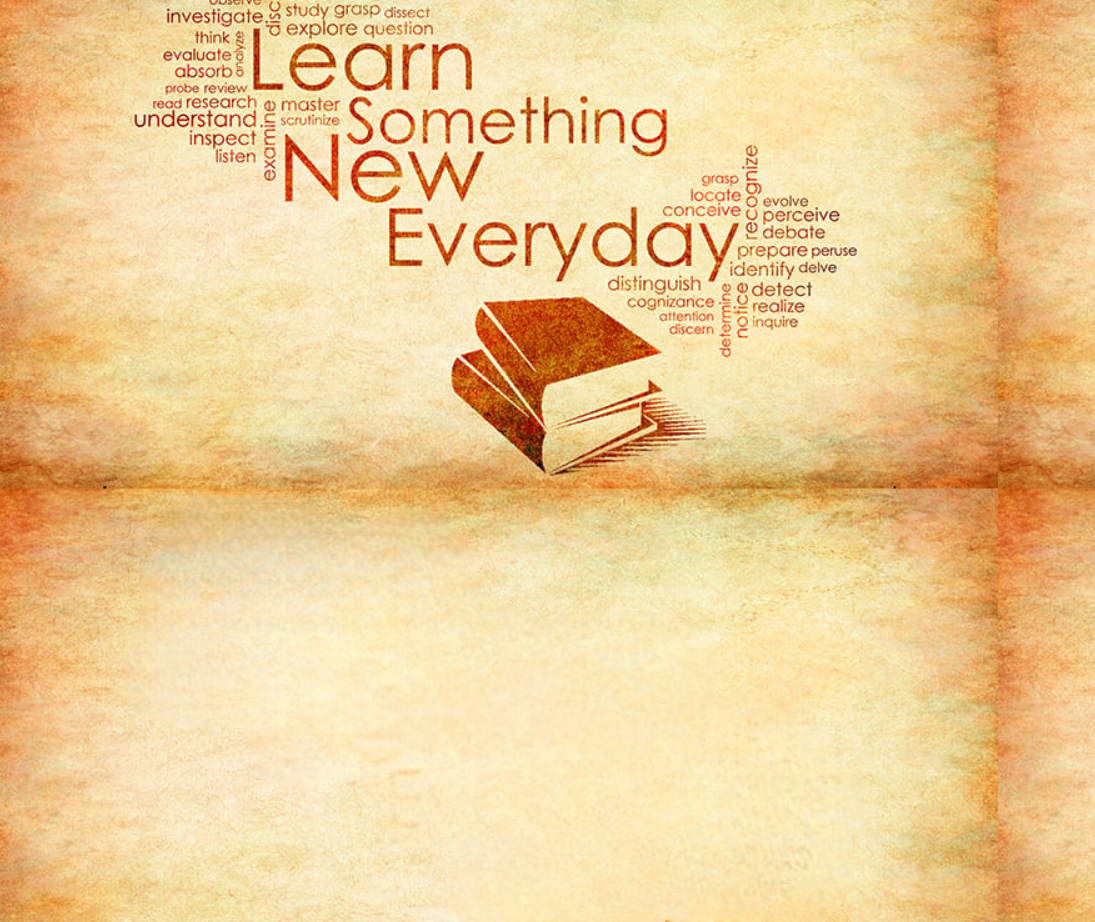 observe
investigate
disc
study grasp dissect
explore question
think
evaluate
absorb
analyze
probe review
read research
understand
inspect
listen
examine
master
scrutinize
Learn
Something
New
Everyday
grasp
locate
conceive
recognize
evolve
perceive
debate
prepare peruse
identify delve
distinguish
cognizance
attention
discern
determine
notice
detect
realize
inquire